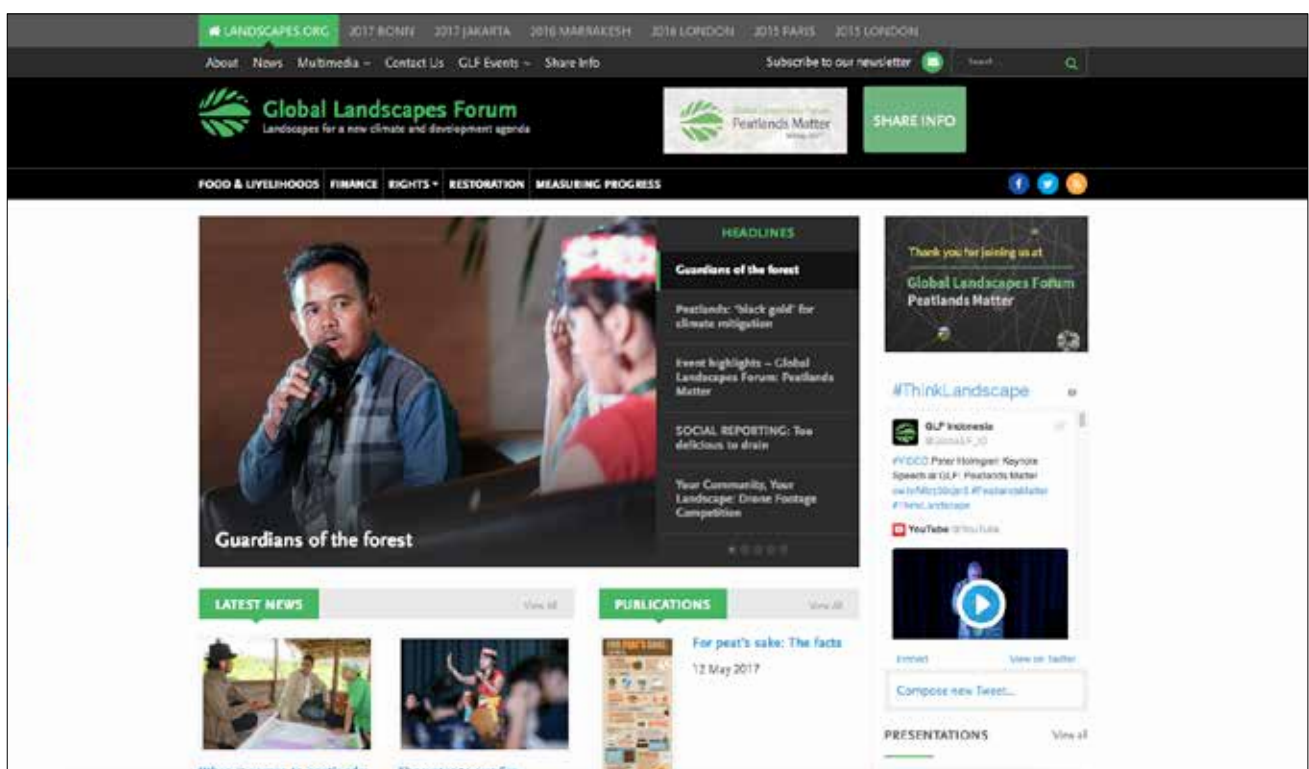 LANDSCAPES.ORG 2017 BONN 2017 JAKARTA 2016 MARRAKESH 2016 LONDON 2015 PARIS 2015 LONDON
About News Multimedia Contact Us GLF Events Share Info Subscribe to our newsletter Search
Global Landscapes Forum
Landscapes for a new climate and development agenda
Peatlands Matter
SHARE INFO
FOOD & LIVELIHOODS FINANCE RIGHTS RESTORATION MEASURING PROGRESS
HEADLINES
Guardians of the forest
Peatlands: 'black gold' for
climate mitigation
Event highlights – Global
Landscapes Forum: Peatlands
Matter
SOCIAL REPORTING: Too
delicious to drain
Your Community, Your
Landscape: Drone Footage
Competition
Guardians of the forest
Thank you for joining us at
Global Landscapes Forum
Peatlands Matter
#ThinkLandscape
GLF Indonesia
#VIDEO Peter Holmgren Keynote
Speech at GLF: Peatlands Matter
#PeatlandsMatter
#ThinkLandscape
YouTube @YouTube
Embed View on Twitter
Compose new Tweet...
PRESENTATIONS View all
LATEST NEWS View All
PUBLICATIONS View All
For peat's sake: The facts
12 May 2017
FOR PEAT'S SAKE